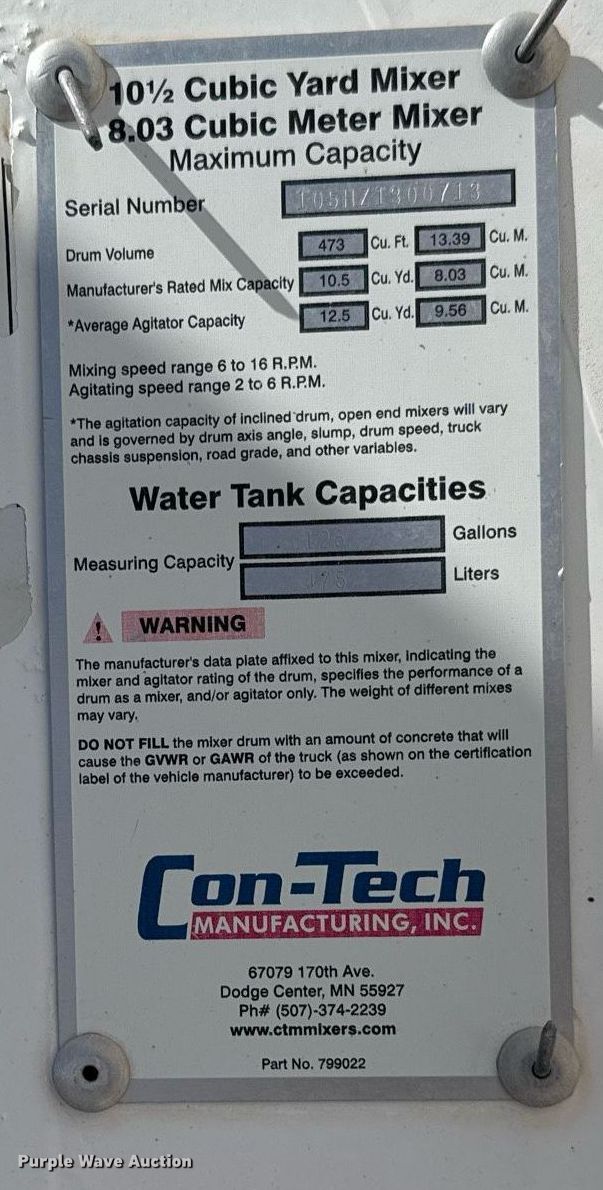 10½ Cubic Yard Mixer
8.03 Cubic Meter Mixer
Maximum Capacity
Serial Number
Drum Volume 473 Cu. Ft. 13.39 Cu. M.
Manufacturer's Rated Mix Capacity 10.5 Cu. Yd. 8.03 Cu. M.
*Average Agitator Capacity 12.5 Cu. Yd. 9.56 Cu. M.
Mixing speed range 6 to 16 R.P.M.
Agitating speed range 2 to 6 R.P.M.
*The agitation capacity of inclined drum, open end mixers will vary
and is governed by drum axis angle, slump, drum speed, truck
chassis suspension, road grade, and other variables.
Water Tank Capacities
Gallons
Measuring Capacity
Liters
! WARNING
The manufacturer's data plate affixed to this mixer, indicating the
mixer and agitator rating of the drum, specifies the performance of a
drum as a mixer, and/or agitator only. The weight of different mixes
may vary.
DO NOT FILL the mixer drum with an amount of concrete that will
cause the GVWR or GAWR of the truck (as shown on the certification
label of the vehicle manufacturer) to be exceeded.
Con-Tech
MANUFACTURING, INC.
67079 170th Ave.
Dodge Center, MN 55927
Ph# (507)-374-2239
www.ctmmixers.com
Part No. 799022
Purple Wave Auction